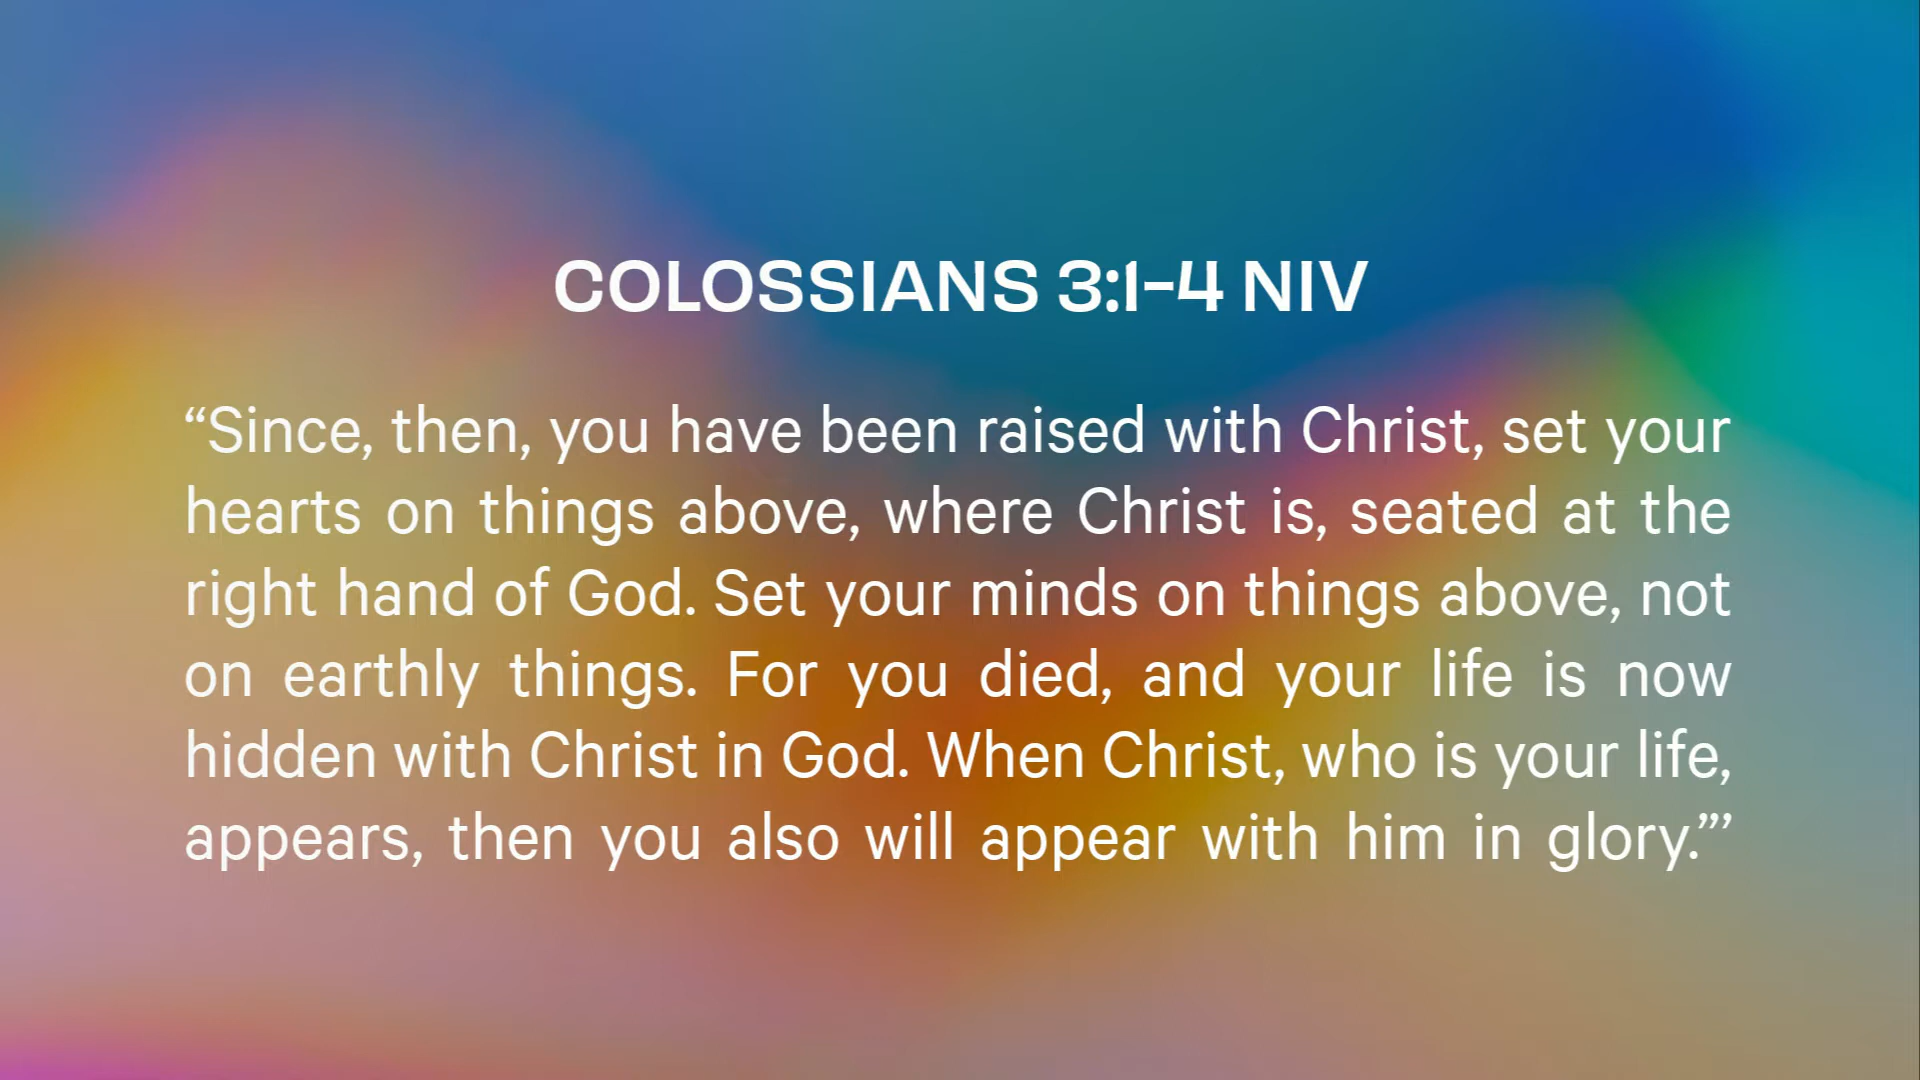 COLOSSIANS 3:1-4 NIV
“Since, then, you have been raised with Christ, set your
hearts on things above, where Christ is, seated at the
right hand of God. Set your minds on things above, not
on earthly things. For you died, and your life is now
hidden with Christ in God. When Christ, who is your life,
appears, then you also will appear with him in glory.”’